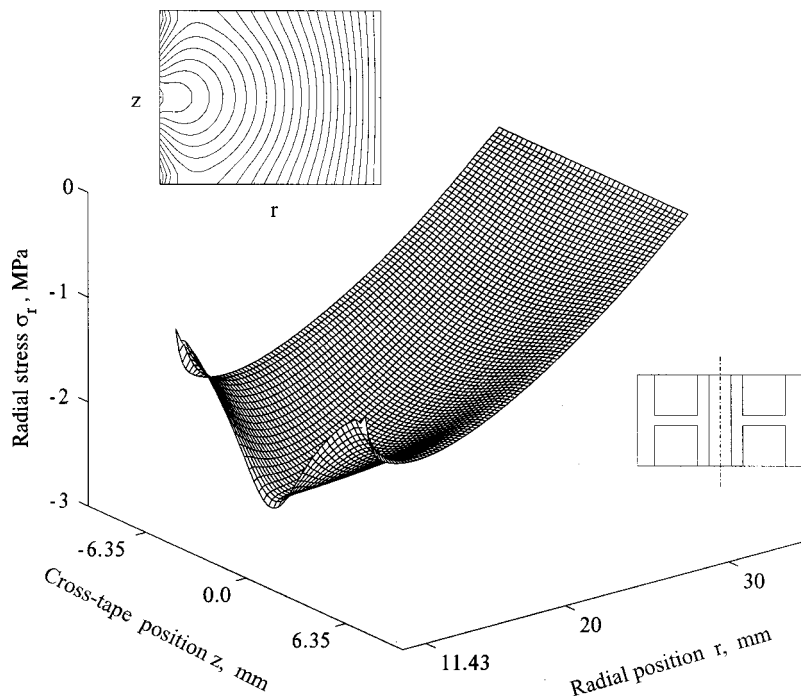 z
r
0
-1
-2
-3
Radial stress σr , MPa
-6.35
0.0
6.35
Cross-tape position z, mm
11.43
20
30
Radial position r, mm